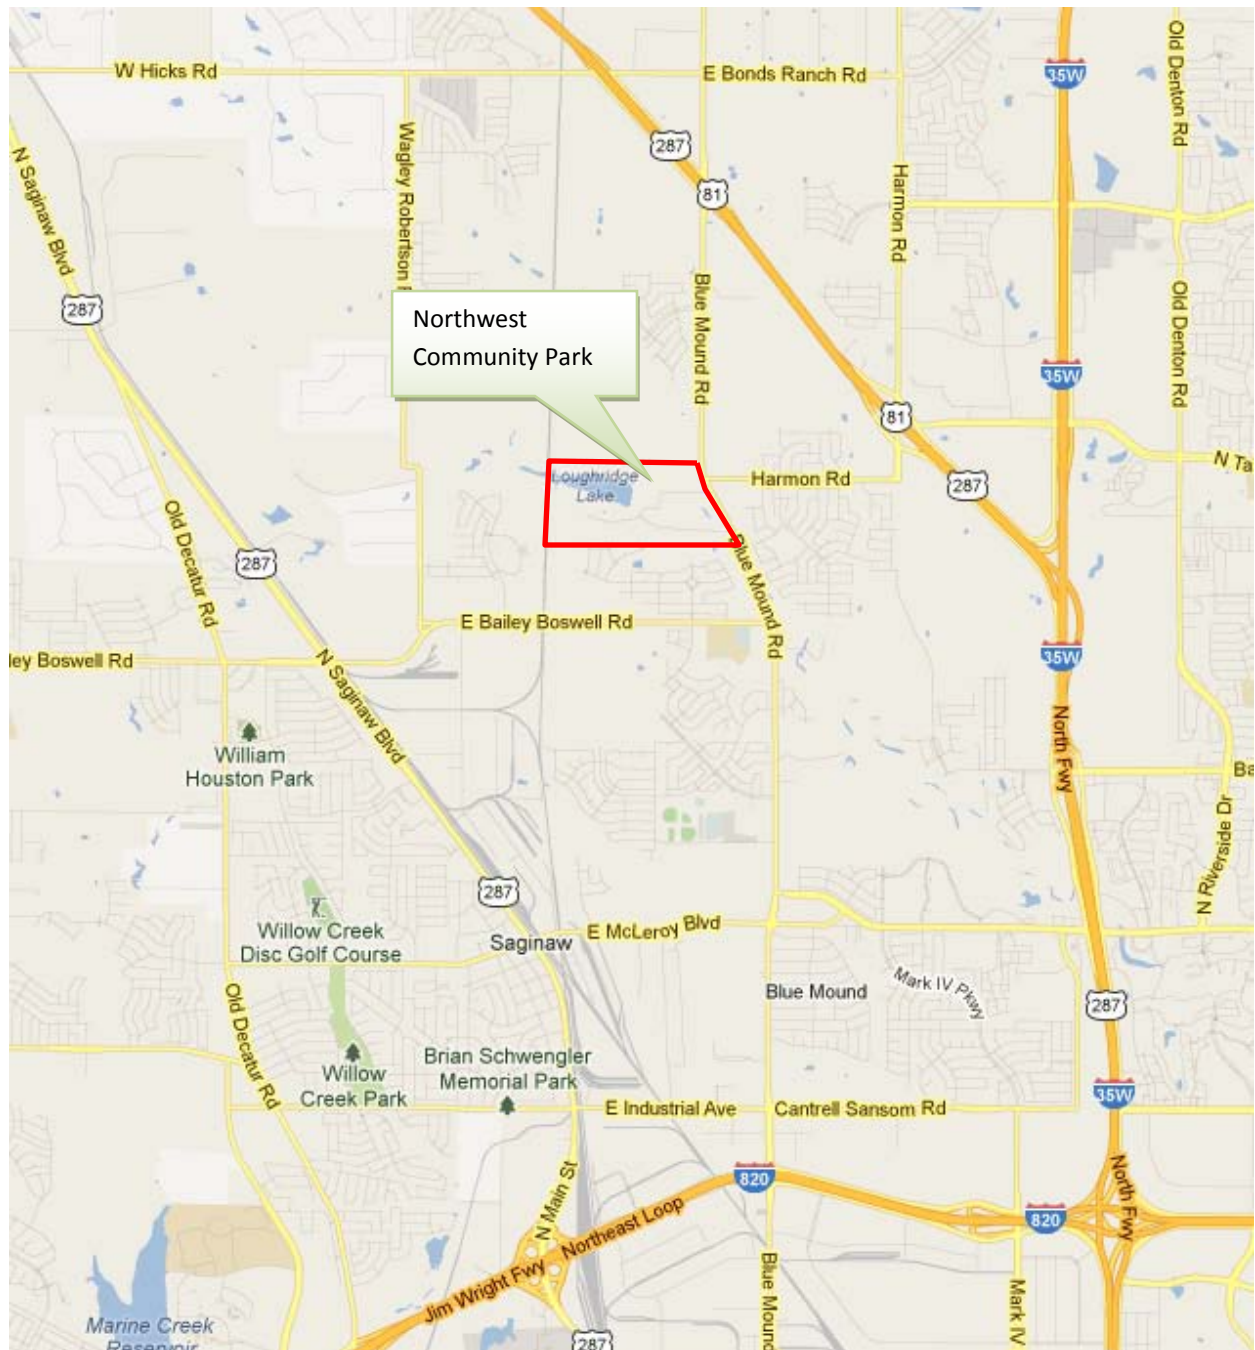 W Hicks Rd
E Bonds Ranch Rd
35W
Old Denton Rd
N Saginaw Blvd
Wagley Robertson
287
81
Harmon Rd
287
Blue Mound Rd
Old Denton Rd
Northwest
Community Park
35W
81
Loughridge
Lake
Harmon Rd
287
N Ta
Old Decatur Rd
287
Blue Mound Rd
E Bailey Boswell Rd
ley Boswell Rd
N Saginaw Blvd
35W
William
Houston Park
North Fwy
Ba
N Riverside Dr
287
Willow Creek
Disc Golf Course
Saginaw
E McLeroy Blvd
Blue Mound
Mark IV Pkwy
287
Old Decatur Rd
Willow
Creek Park
Brian Schwengler
Memorial Park
E Industrial Ave
Cantrell Sansom Rd
35W
820
N Main St
Northeast Loop
820
North Fwy
Jim Wright Fwy
Blue Mound
Mark IV
Marine Creek
Reservoir
287